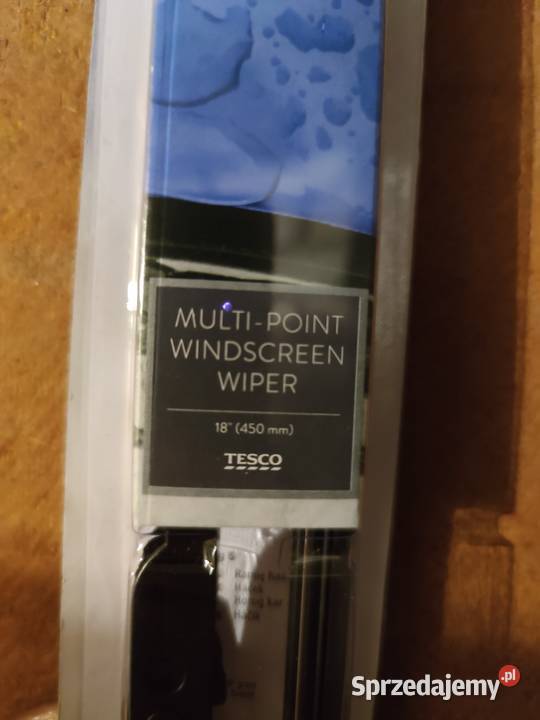 MULTI-POINT
WINDSCREEN
WIPER
18" (450 mm)
TESCO
Sprzedajemy.pl